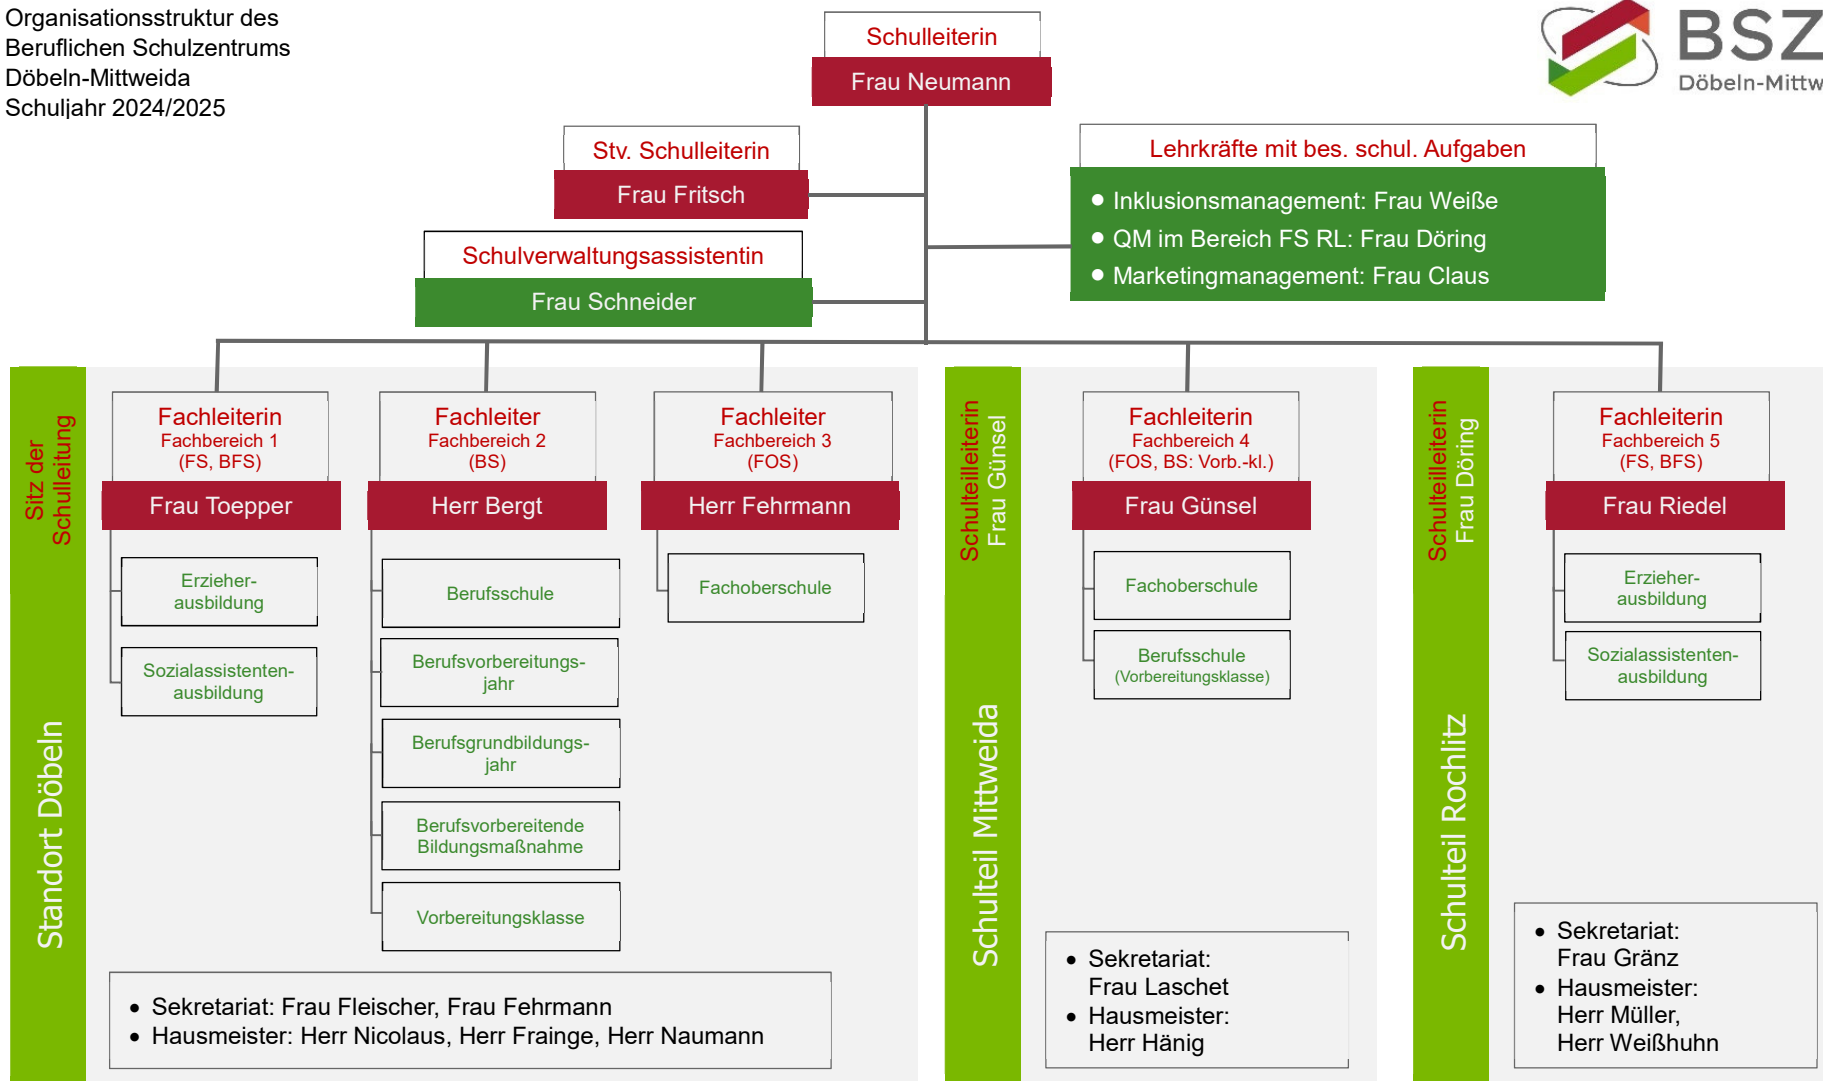 Organisationsstruktur des
Beruflichen Schulzentrums
Döbeln-Mittweida
Schuljahr 2024/2025
Schulleiterin
Frau Neumann
BSZ
Döbeln-Mittw
Stv. Schulleiterin
Frau Fritsch
Lehrkräfte mit bes. schul. Aufgaben
• Inklusionsmanagement: Frau Weiße
• QM im Bereich FS RL: Frau Döring
• Marketingmanagement: Frau Claus
Schulverwaltungsassistentin
Frau Schneider
Sitz der
Schulleitung
Standort Döbeln
Fachleiterin
Fachbereich 1
(FS, BFS)
Frau Toepper
Erzieher-
ausbildung
Sozialassistenten-
ausbildung
Fachleiter
Fachbereich 2
(BS)
Herr Bergt
Berufsschule
Berufsvorbereitungs-
jahr
Berufsgrundbildungs-
jahr
Berufsvorbereitende
Bildungsmaßnahme
Vorbereitungsklasse
Fachleiter
Fachbereich 3
(FOS)
Herr Fehrmann
Fachoberschule
• Sekretariat: Frau Fleischer, Frau Fehrmann
• Hausmeister: Herr Nicolaus, Herr Frainge, Herr Naumann
Schulteilleiterin
Frau Günsel
Schulteil Mittweida
Fachleiterin
Fachbereich 4
(FOS, BS: Vorb.-kl.)
Frau Günsel
Fachoberschule
Berufsschule
(Vorbereitungsklasse)
• Sekretariat:
Frau Laschet
• Hausmeister:
Herr Hänig
Schulteilleiterin
Frau Döring
Schulteil Rochlitz
Fachleiterin
Fachbereich 5
(FS, BFS)
Frau Riedel
Erzieher-
ausbildung
Sozialassistenten-
ausbildung
• Sekretariat:
Frau Gränz
• Hausmeister:
Herr Müller,
Herr Weißhuhn